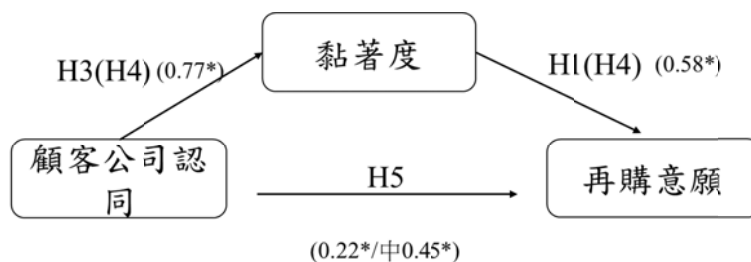 黏著度
H3(H4) (0.77*)
H1(H4) (0.58*)
顧客公司認
同
H5
再購意願
(0.22*/中0.45*)